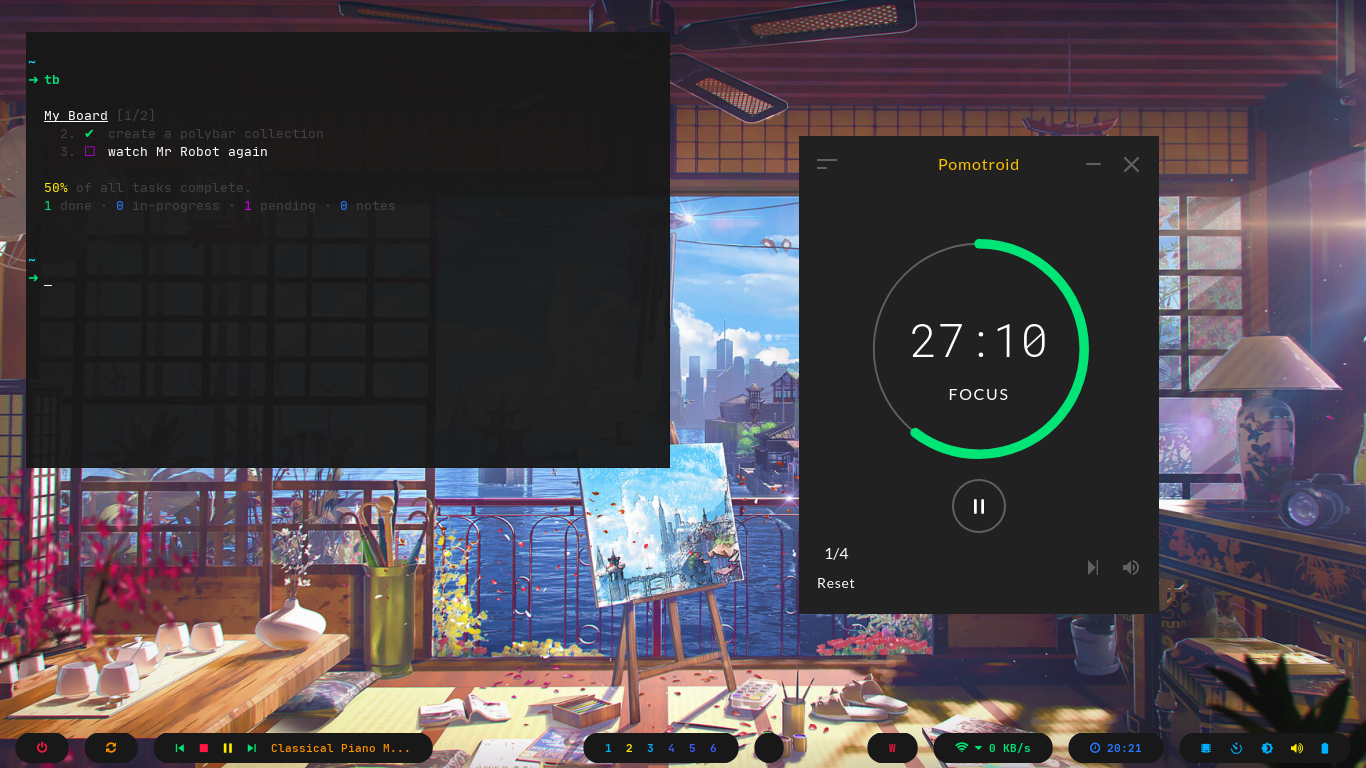 ~
➜ tb
My Board [1/2]
2. ✔ create a polybar collection
3. ☐ watch Mr Robot again
50% of all tasks complete.
1 done · 0 in-progress · 1 pending · 0 notes
~
➜ _
Pomotroid
27:10
FOCUS
1/4
Reset
Classical Piano M...
1 2 3 4 5 6
W
0 KB/s
20:21